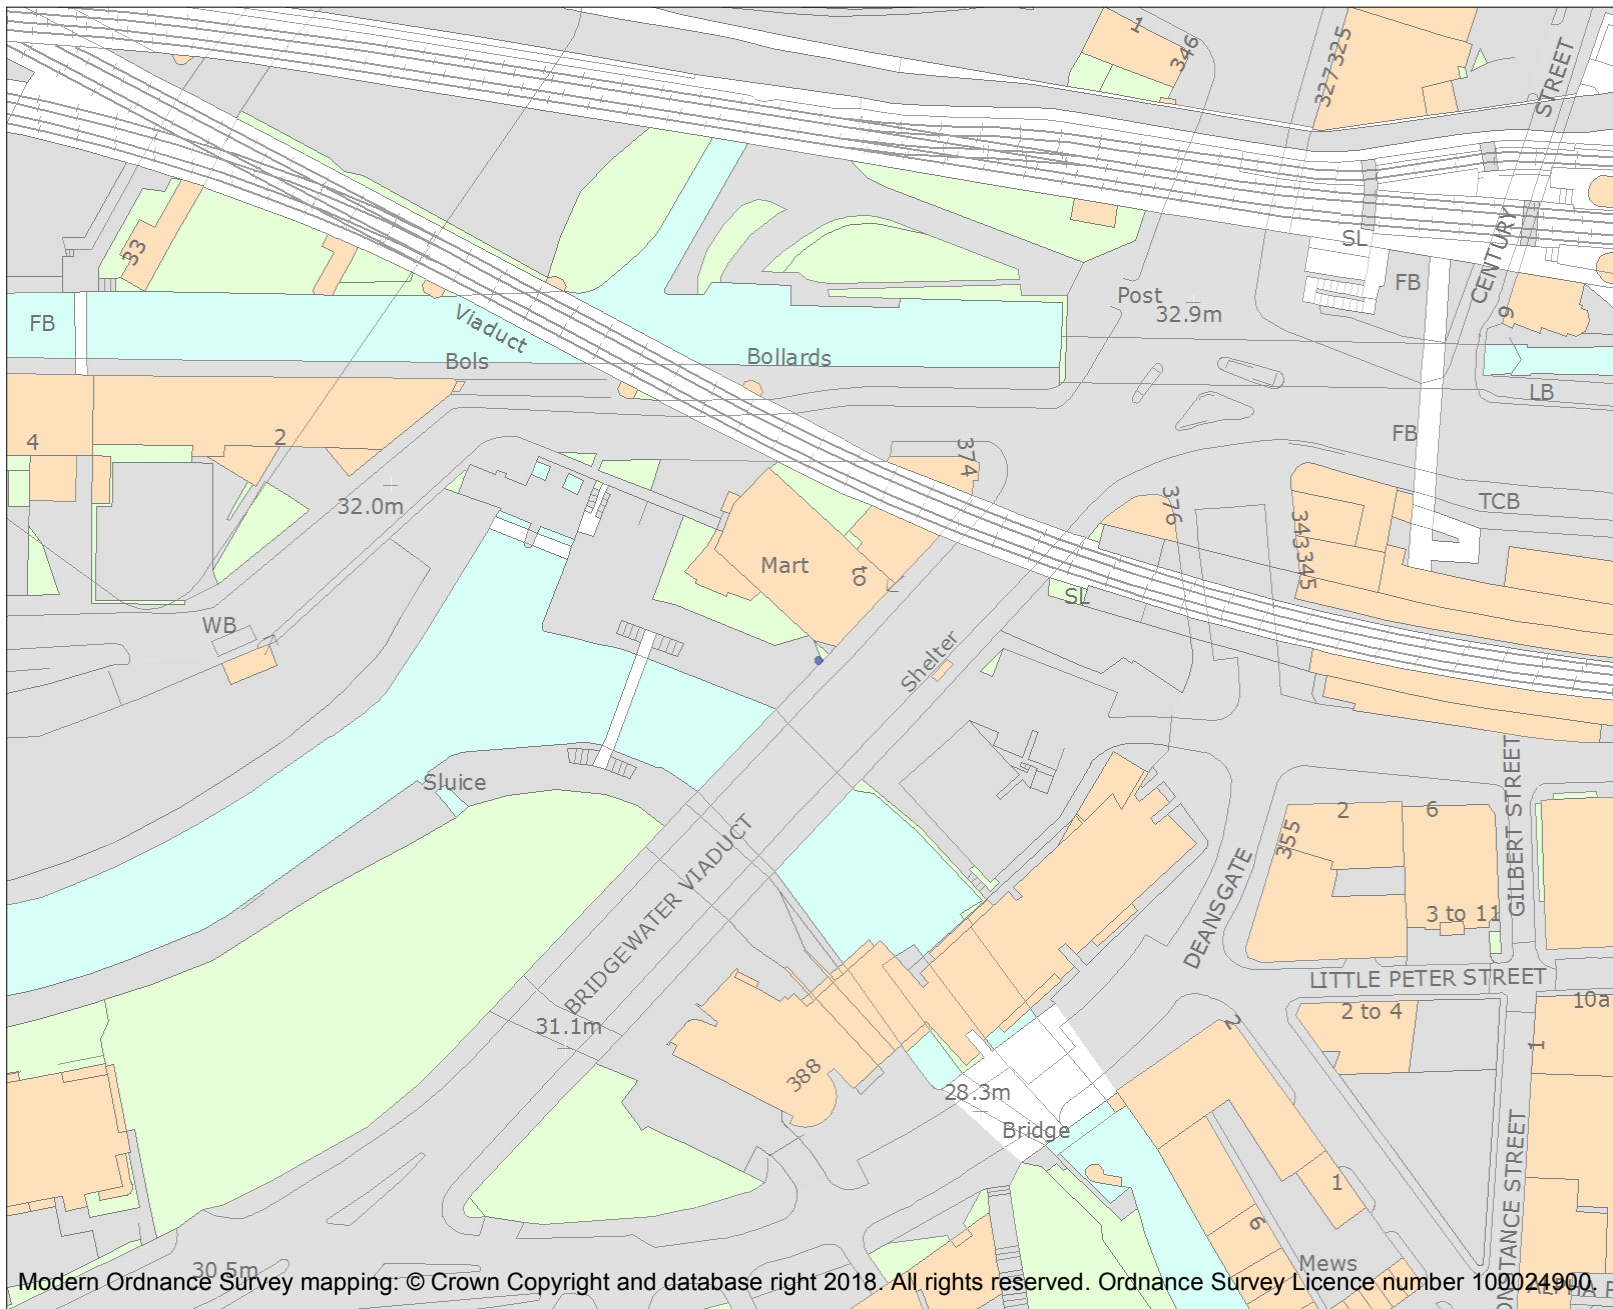 1
346
327325
STREET
33
SL
CENTURY
FB
Post
32.9m
9
FB
Viaduct
Bols
Bollards
LB
FB
4
2
374
32.0m
376
TCB
343345
Mart
to
SL
WB
Shelter
Sluice
GILBERT STREET
2
6
355
BRIDGEWATER VIADUCT
DEANSGATE
3 to 11
LITTLE PETER STREET
10a
2 to 4
31.1m
2
1
388
28.3m
Bridge
1
6
Mews
30.5m
Modern Ordnance Survey mapping: © Crown Copyright and database right 2018. All rights reserved. Ordnance Survey Licence number 100024900.